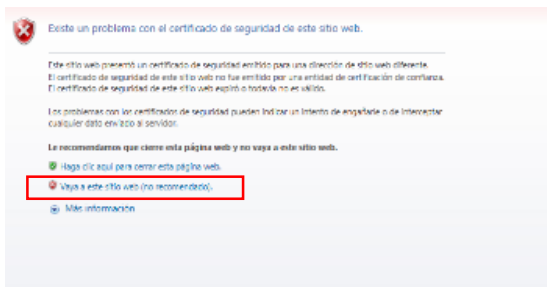 Existe un problema con el certificado de seguridad de este sitio web.
Este sitio web presentó un certificado de seguridad emitido para una dirección de sitio web diferente.
El certificado de seguridad de este sitio web no fue emitido por una entidad de certificación de confianza.
El certificado de seguridad de este sitio web expiró o todavía no es válido.
Los problemas con los certificados de seguridad pueden indicar un intento de engañarle o de interceptar
cualquier dato enviado al servidor.
Le recomendamos que cierre esta página web y no vaya a este sitio web.
Haga clic aquí para cerrar esta página web.
Vaya a este sitio web (no recomendado).
Más información